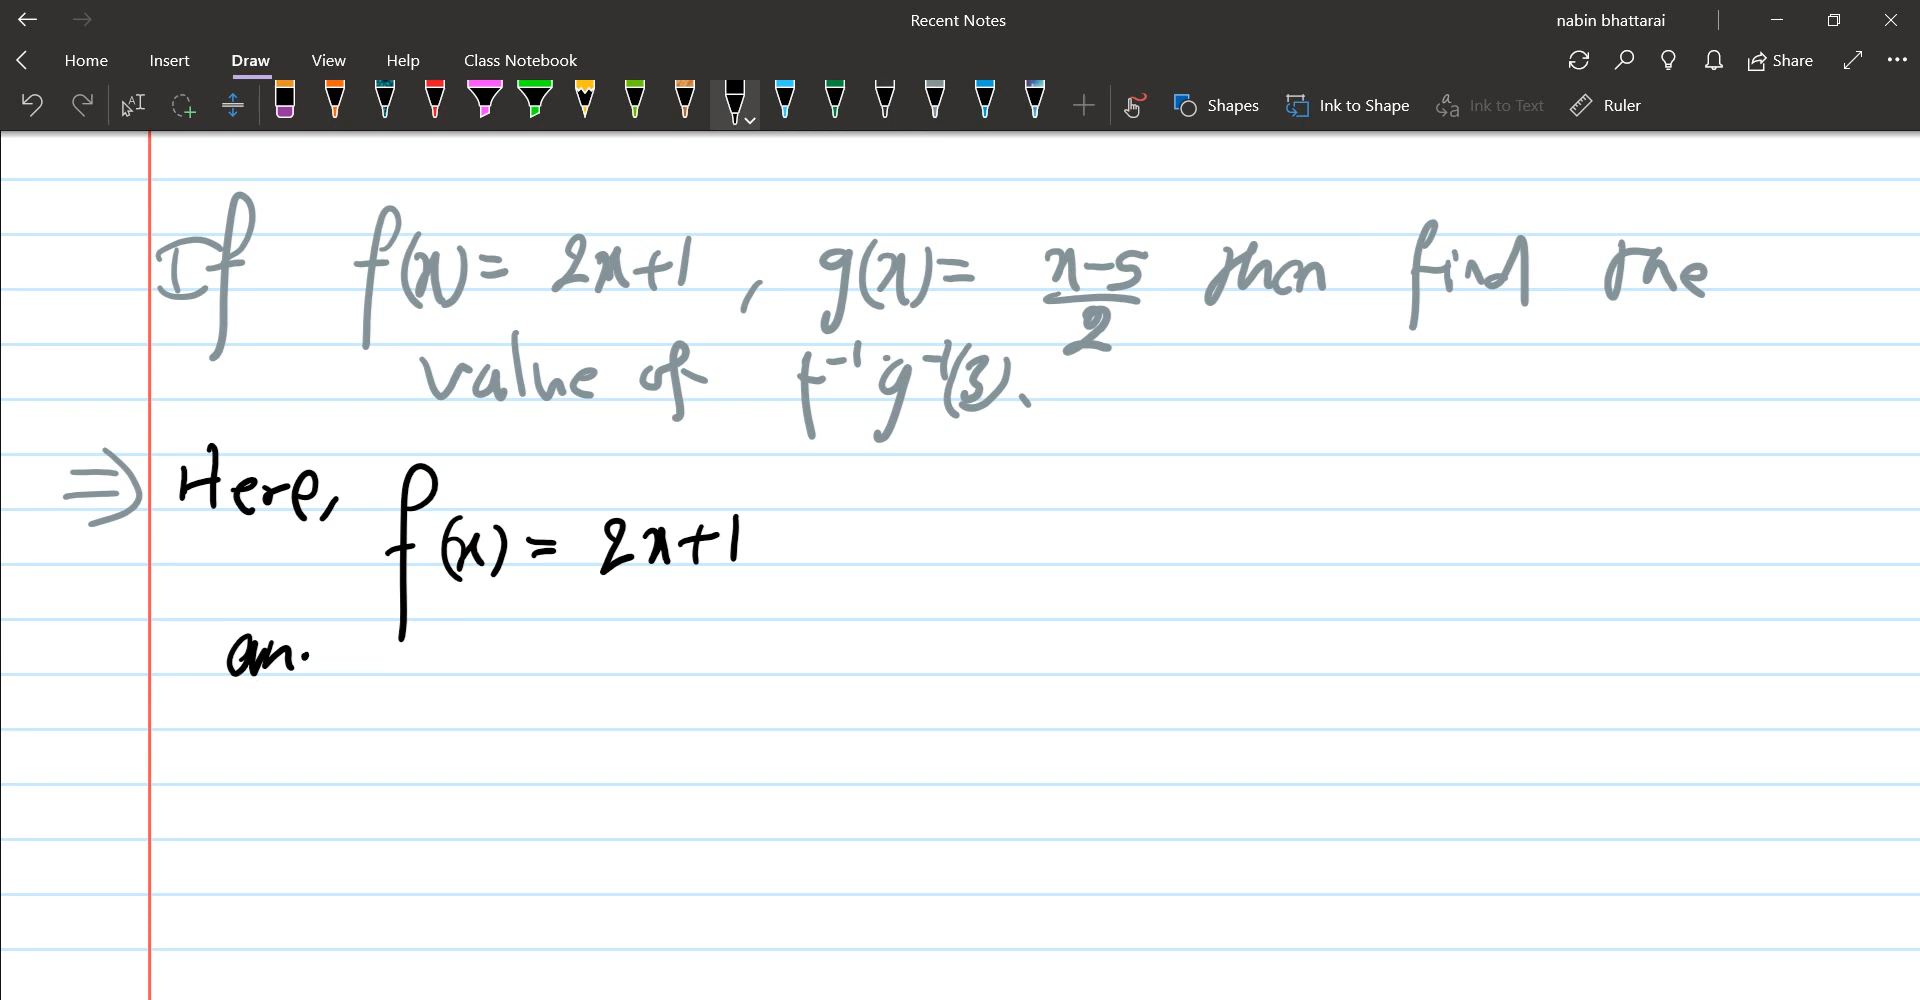 Recent Notes
nabin bhattarai
Home Insert Draw View Help Class Notebook Share
Shapes Ink to Shape Ink to Text Ruler
If f(x) = 2x+1 , g(x) = x-5/2 then find the
value of f⁻¹g⁻¹(3).
⇒ Here, f(x) = 2x+1